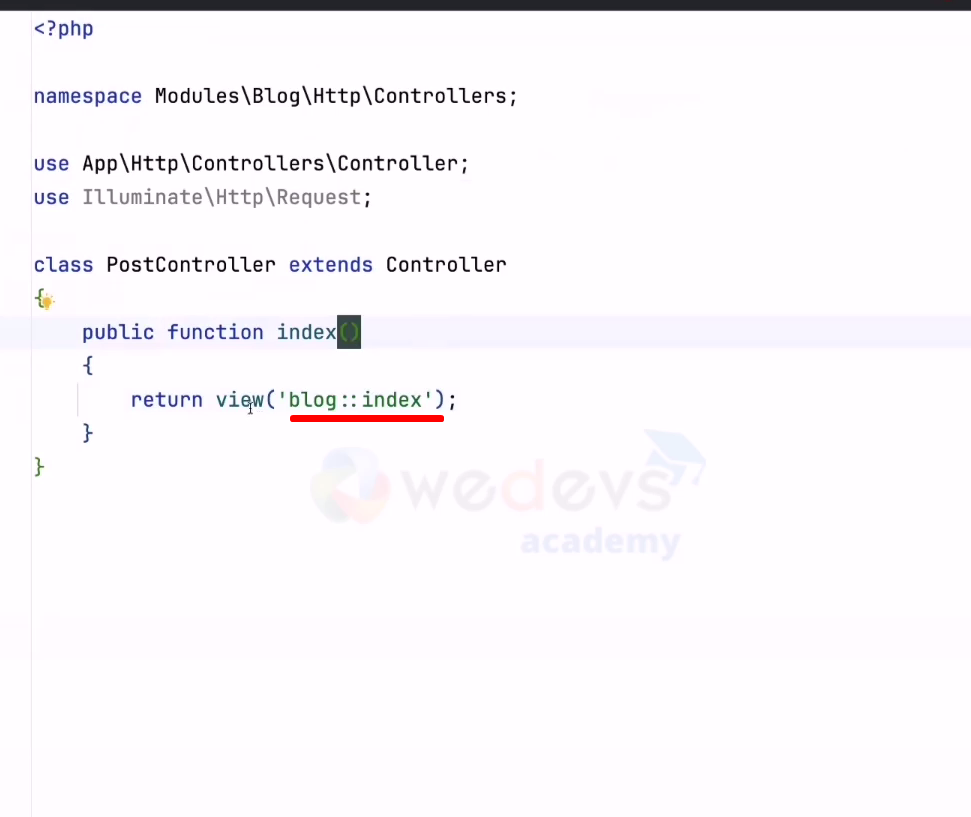 <?php
namespace Modules\Blog\Http\Controllers;
use App\Http\Controllers\Controller;
use Illuminate\Http\Request;
class PostController extends Controller
{
    public function index()
    {
        return view('blog::index');
    }
}
wedevs
academy